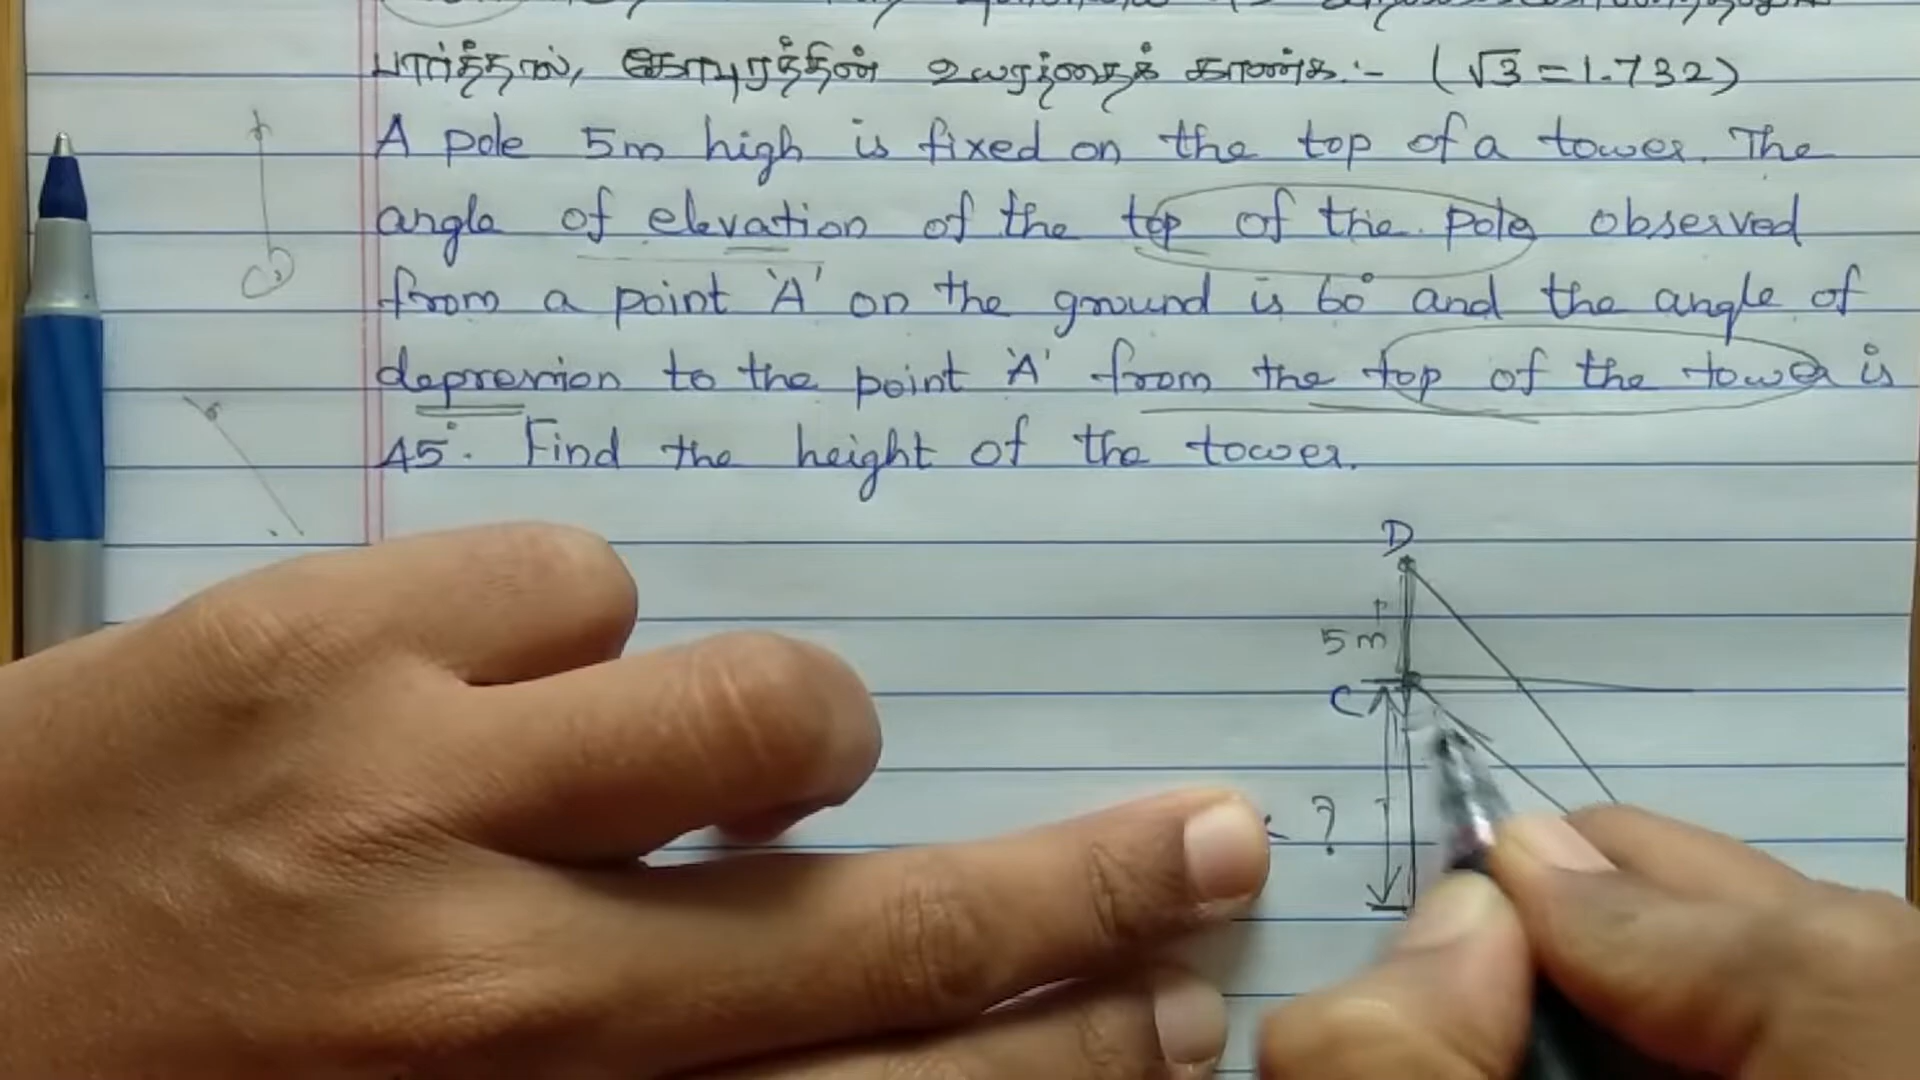 பார்த்தால், கோபுரத்தின் உயரத்தைக் காண்க:- (√3=1.732)
A pole 5m high is fixed on the top of a tower. The
angle of elevation of the top of the pole observed
from a point 'A' on the ground is 60° and the angle of
depression to the point 'A' from the top of the tower is
45°. Find the height of the tower.
D
5m
C
?